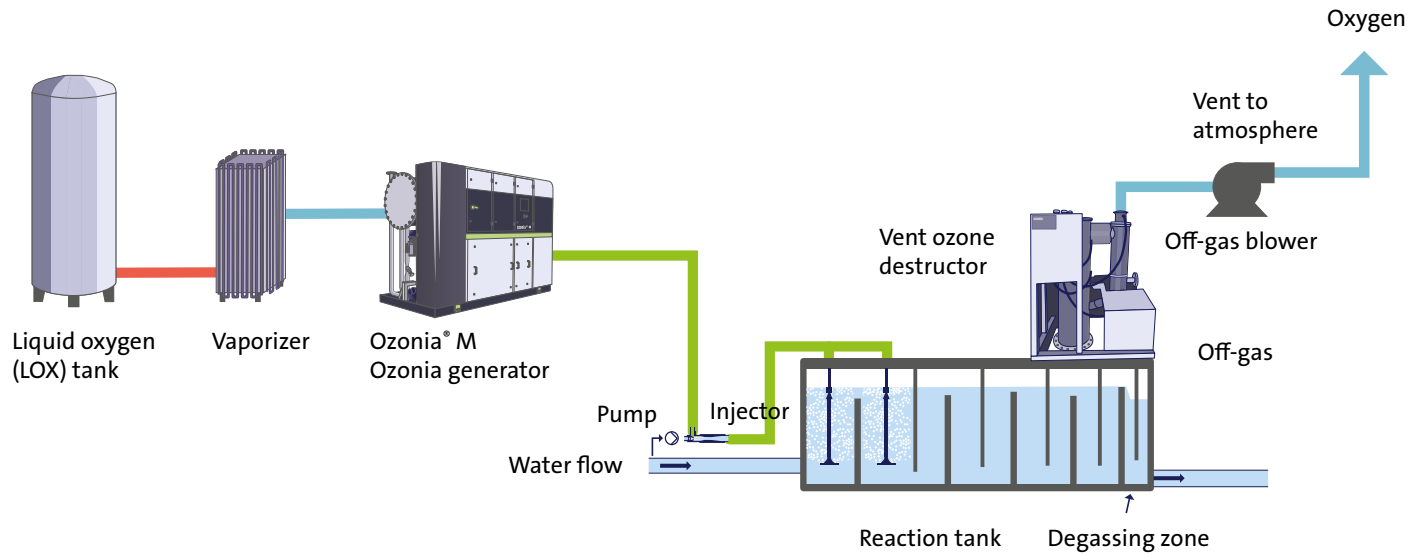 Oxygen
Vent to
atmosphere
Vent ozone
destructor
Off-gas blower
Liquid oxygen
(LOX) tank
Vaporizer
Ozonia® M
Ozonia generator
Off-gas
Pump
Injector
Water flow
Reaction tank
Degassing zone